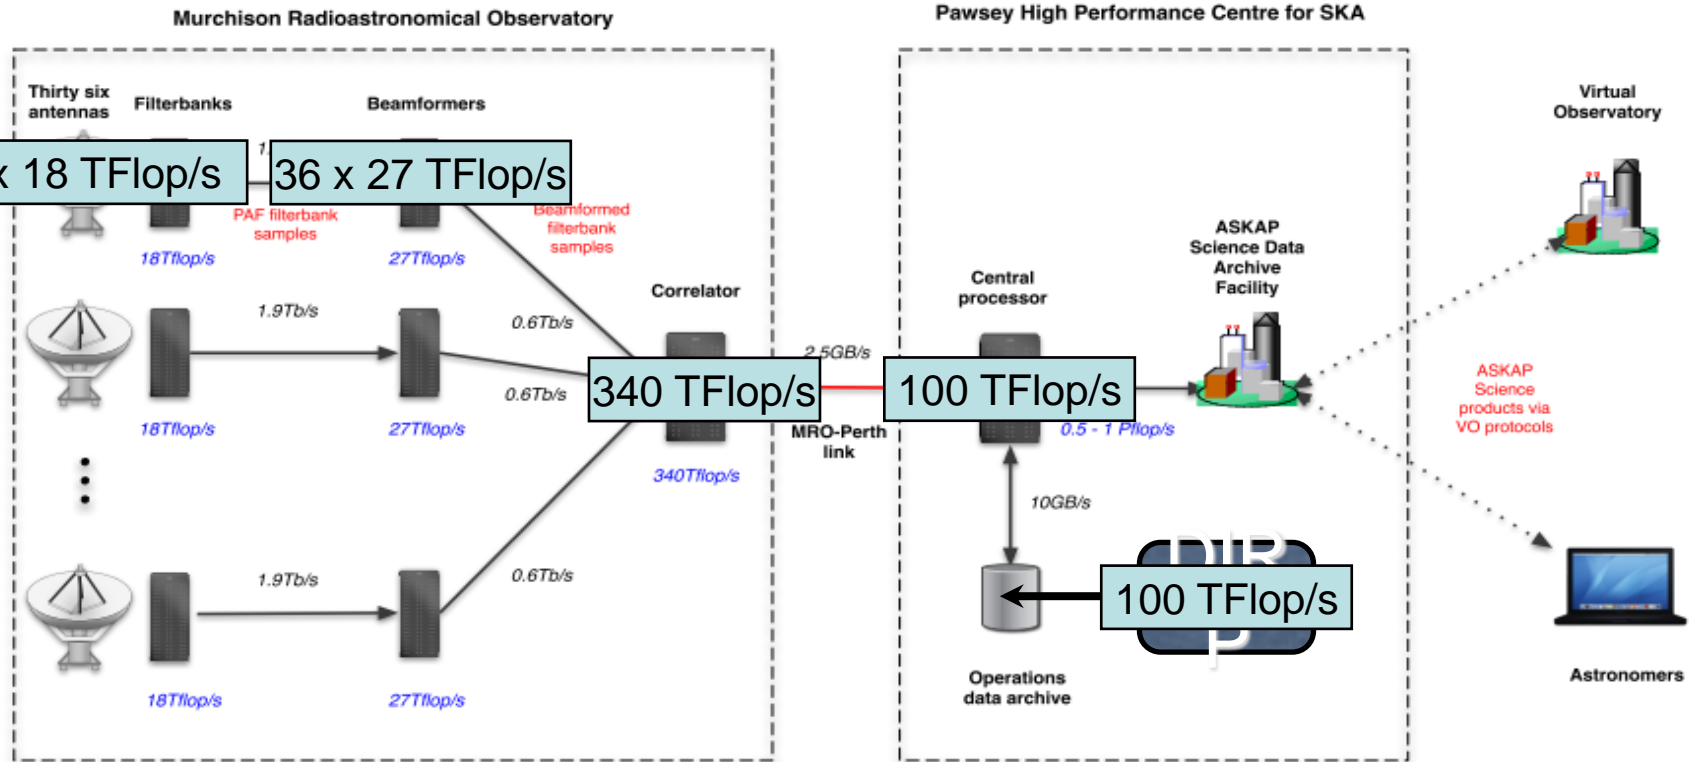 Murchison Radioastronomical Observatory
Pawsey High Performance Centre for SKA
Thirty six
antennas
Filterbanks
Beamformers
x 18 TFlop/s
1.
36 x 27 TFlop/s
PAF filterbank
samples
Beamformed
filterbank
samples
18Tflop/s
27Tflop/s
1.9Tb/s
0.6Tb/s
0.6Tb/s
18Tflop/s
27Tflop/s
Correlator
340 TFlop/s
340Tflop/s
1.9Tb/s
0.6Tb/s
18Tflop/s
27Tflop/s
2.5GB/s
MRO-Perth
link
Central
processor
100 TFlop/s
0.5 - 1 Pflop/s
10GB/s
DIR
P
100 TFlop/s
Operations
data archive
ASKAP
Science Data
Archive
Facility
Virtual
Observatory
ASKAP
Science
products via
VO protocols
Astronomers